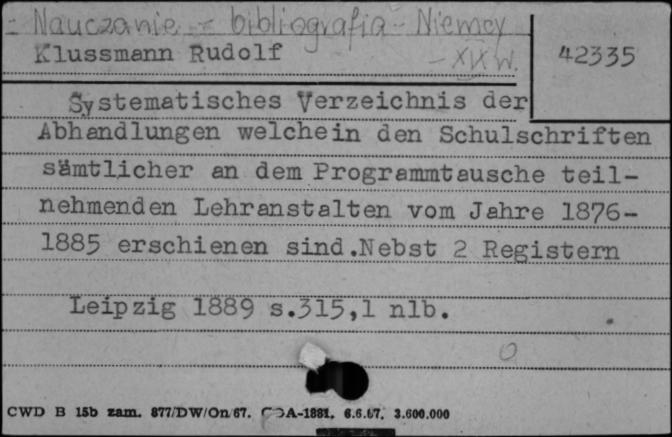 - Nauczanie - bibliografia - Niemcy
- XIX w.
Klussmann Rudolf
42335
Systematisches Verzeichnis der
Abhandlungen welchein den Schulschriften
sämtlicher an dem Programmtausche teil-
nehmenden Lehranstalten vom Jahre 1876-
1885 erschienen sind.Nebst 2 Registern
Leipzig 1889 s.315,1 nlb.
CWD B 15b zam. 877/DW/On/67. A-1881. 6.6.67. 3.600.000